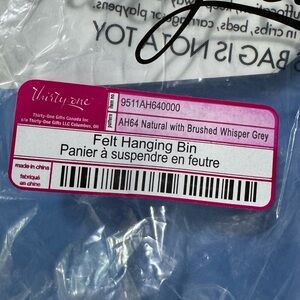 suffocation
in cribs, beds, carriages or playpens.
BAG IS NOT A TOY
Thirty-one
Thirty-One Gifts Canada Inc
c/o Thirty-One Gifts LLC Columbus, OH
9511AH640000
AH64 Natural with Brushed Whisper Grey
Felt Hanging Bin
Panier à suspendre en feutre
made in china
fabriqué
en chine